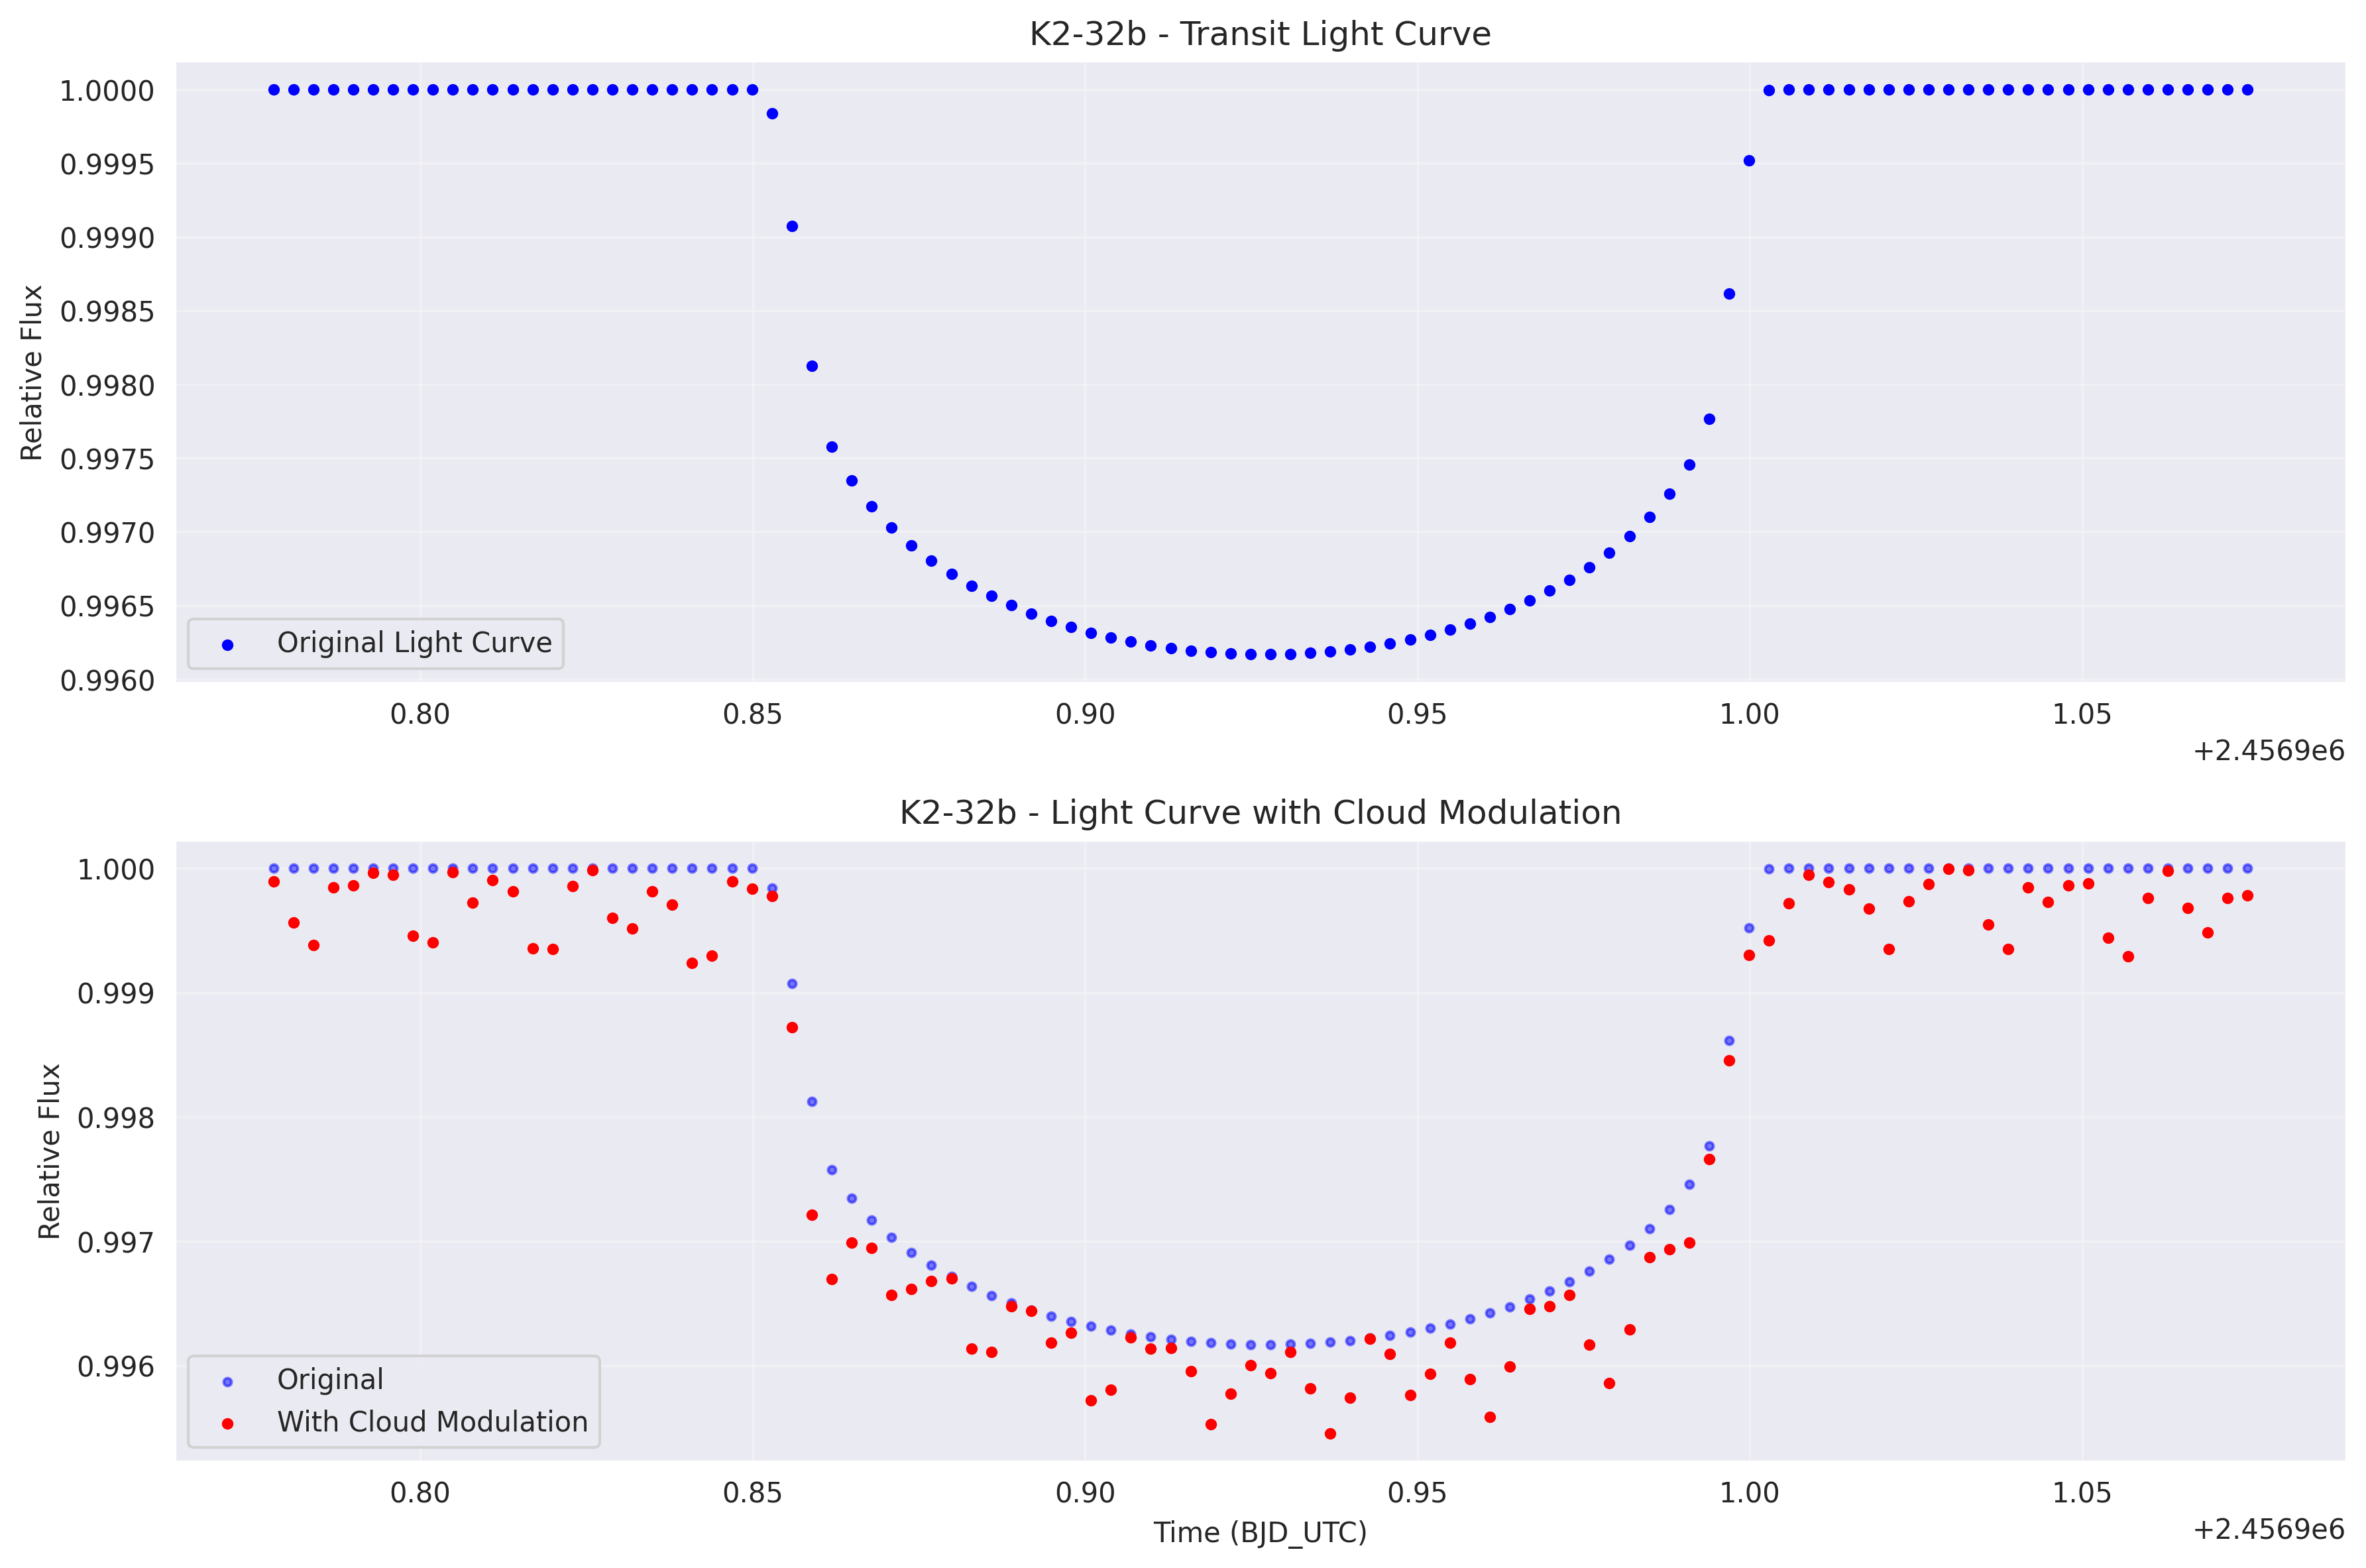 K2-32b - Transit Light Curve
1.0000
0.9995
0.9990
0.9985
0.9980
0.9975
0.9970
0.9965
0.9960
Relative Flux
Original Light Curve
0.80 0.85 0.90 0.95 1.00 1.05
+2.4569e6
K2-32b - Light Curve with Cloud Modulation
1.000
0.999
0.998
0.997
0.996
Relative Flux
Original
With Cloud Modulation
0.80 0.85 0.90 0.95 1.00 1.05
Time (BJD_UTC)
+2.4569e6